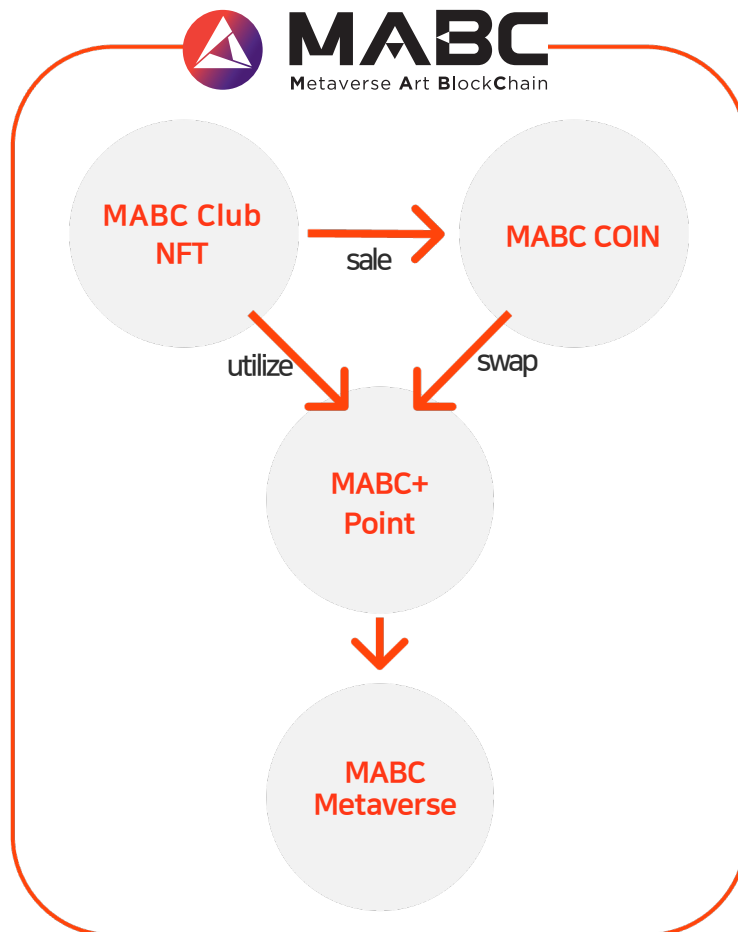 MABC
Metaverse Art BlockChain
MABC Club
NFT
sale
MABC COIN
utilize
swap
MABC+
Point
MABC
Metaverse